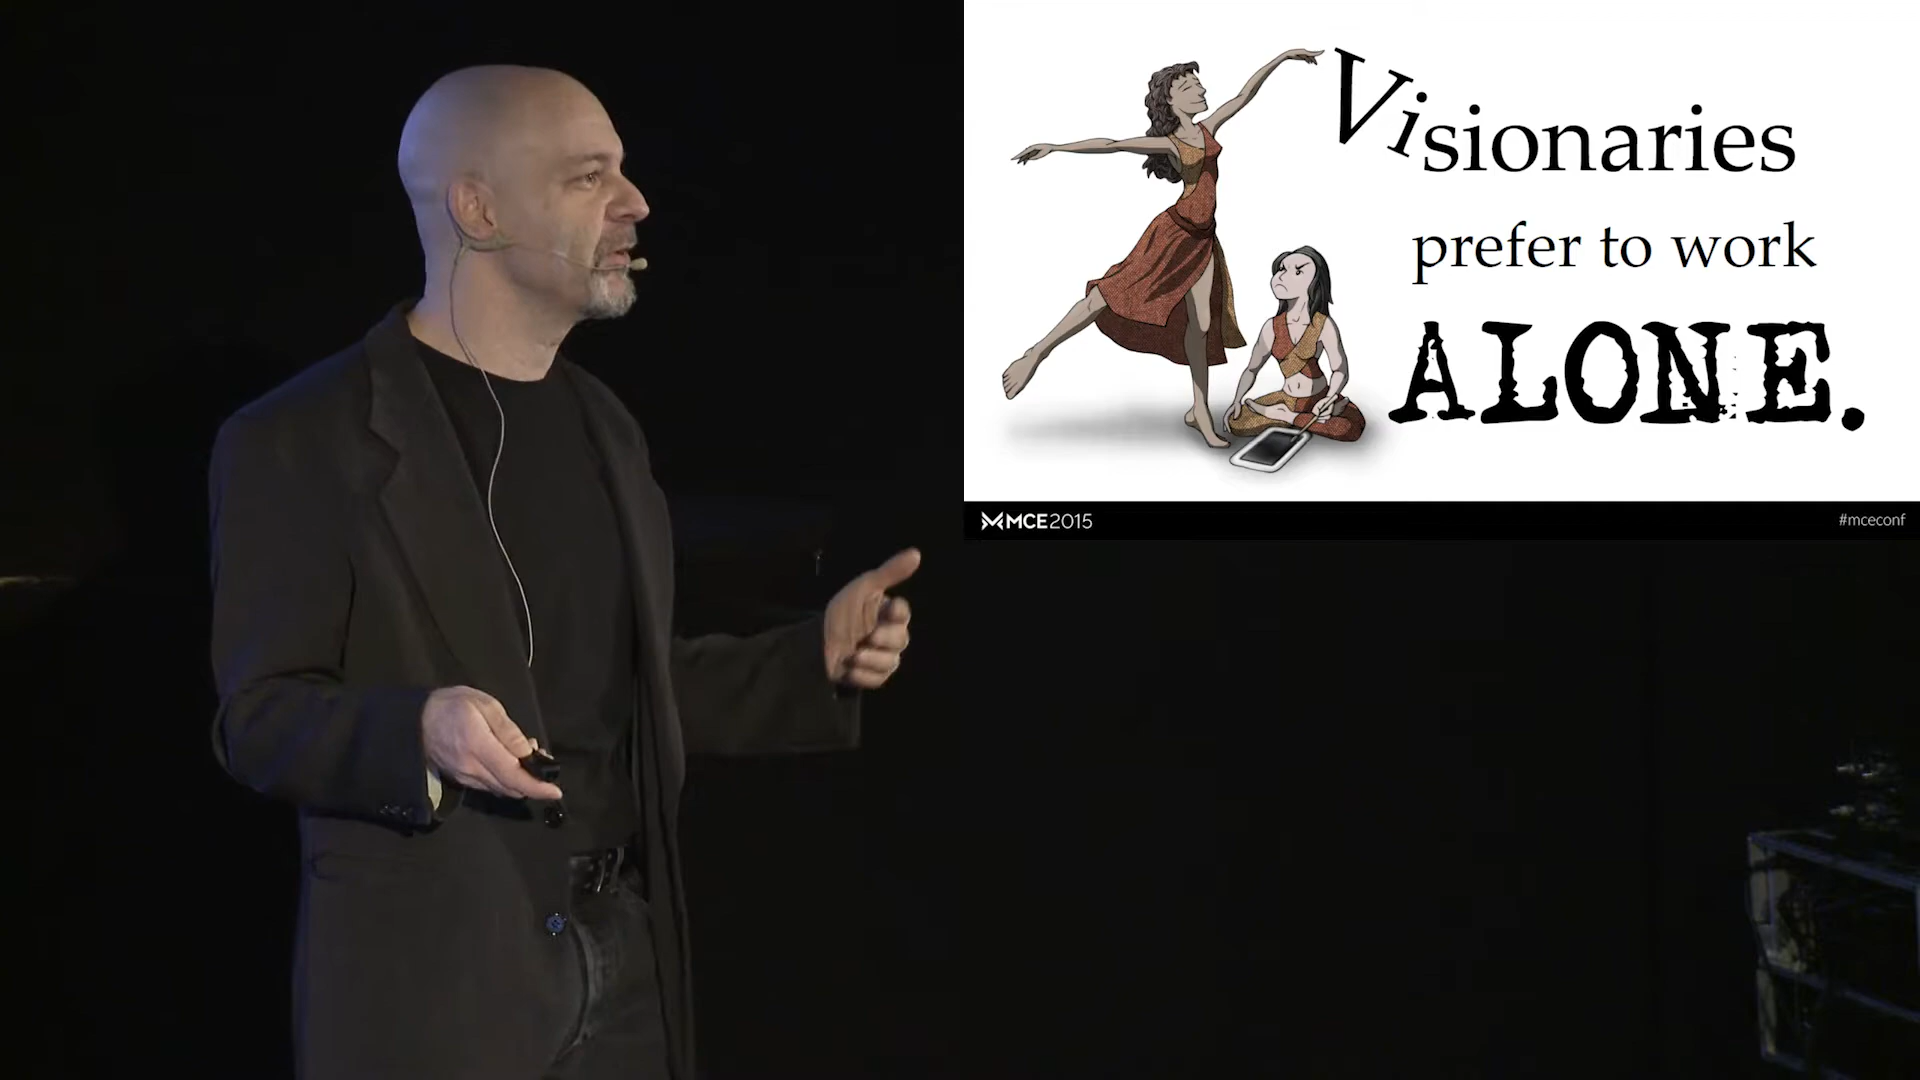 Visionaries
prefer to work
ALONE.
MCE2015
#mceconf